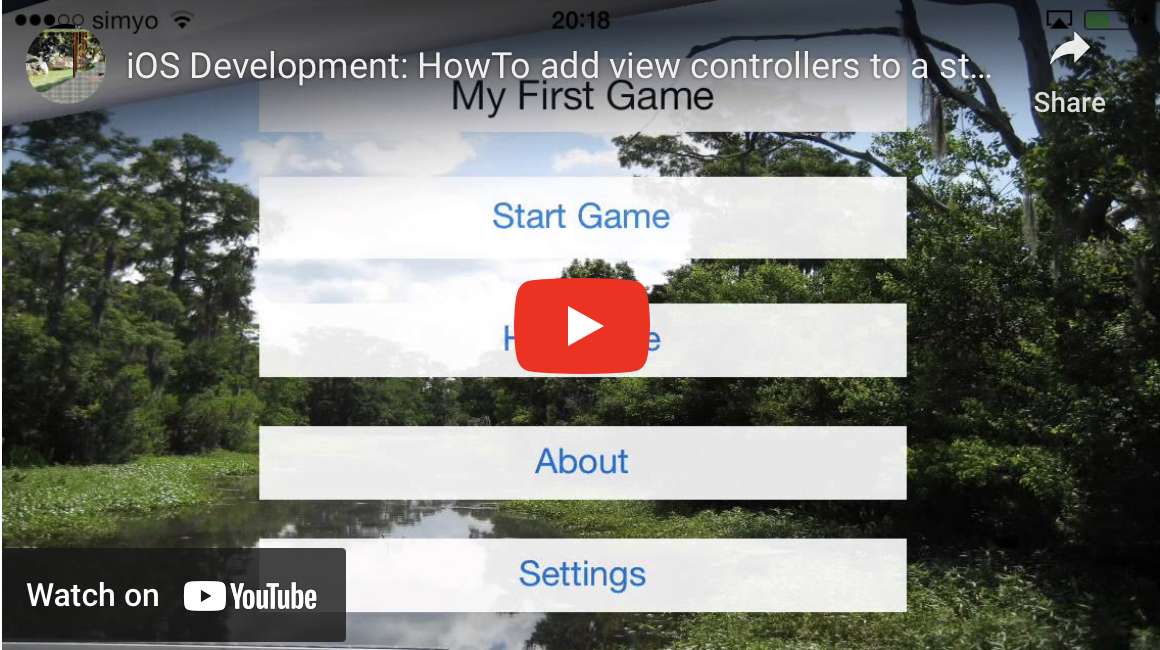 simyo
20:18
iOS Development: HowTo add view controllers to a st...
My First Game
Share
Start Game
About
Settings
Watch on YouTube